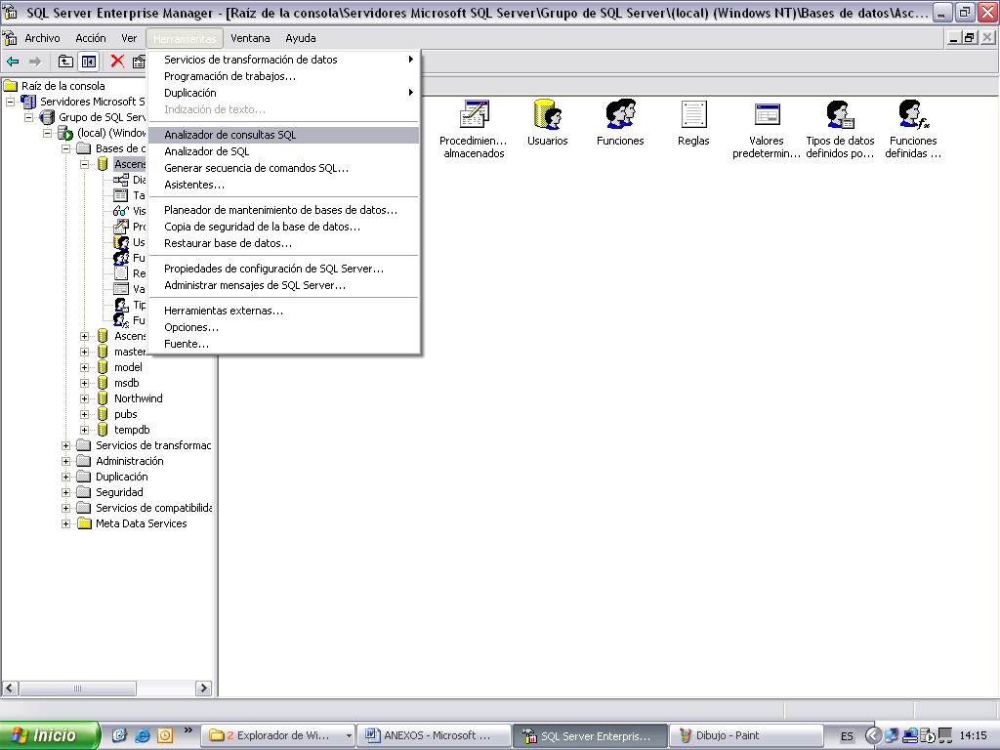 SQL Server Enterprise Manager - [Raíz de la consola\Servidores Microsoft SQL Server\Grupo de SQL Server\(local) (Windows NT)\Bases de datos\Asc...
Archivo Acción Ver Herramientas Ventana Ayuda
Servicios de transformación de datos
Programación de trabajos...
Duplicación
Indización de texto...
Analizador de consultas SQL
Analizador de SQL
Generar secuencia de comandos SQL...
Asistentes...
Planeador de mantenimiento de bases de datos...
Copia de seguridad de la base de datos...
Restaurar base de datos...
Propiedades de configuración de SQL Server...
Administrar mensajes de SQL Server...
Herramientas externas...
Opciones...
Fuente...
Raíz de la consola
Servidores Microsoft S
Grupo de SQL Serv
(local) (Window
Bases de c
Ascens
Dia
Ta
Vis
Pro
Us
Fu
Re
Va
Tip
Fu
Ascens
master
model
msdb
Northwind
pubs
tempdb
Servicios de transformac
Administración
Duplicación
Seguridad
Servicios de compatibilida
Meta Data Services
Procedimien... almacenados
Usuarios
Funciones
Reglas
Valores predetermin...
Tipos de datos definidos po...
Funciones definidas ...
Inicio
2 Explorador de Wi...
ANEXOS - Microsoft ...
SQL Server Enterpris...
Dibujo - Paint
ES
14:15